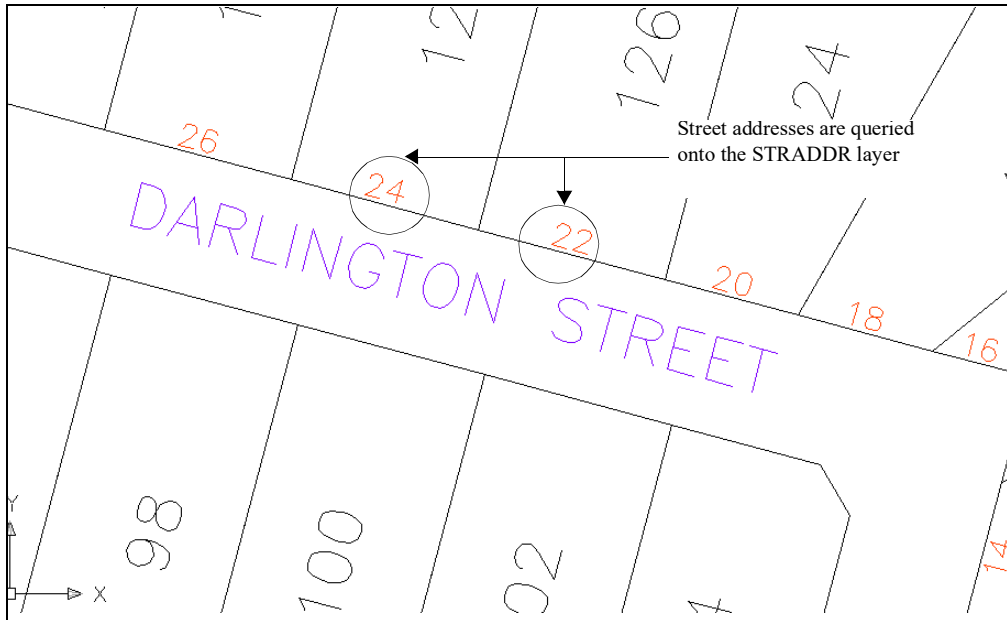 126
24
Street addresses are queried
onto the STRADDR layer
26
24
22
20
18
16
DARLINGTON STREET
98
100
14
Y
X